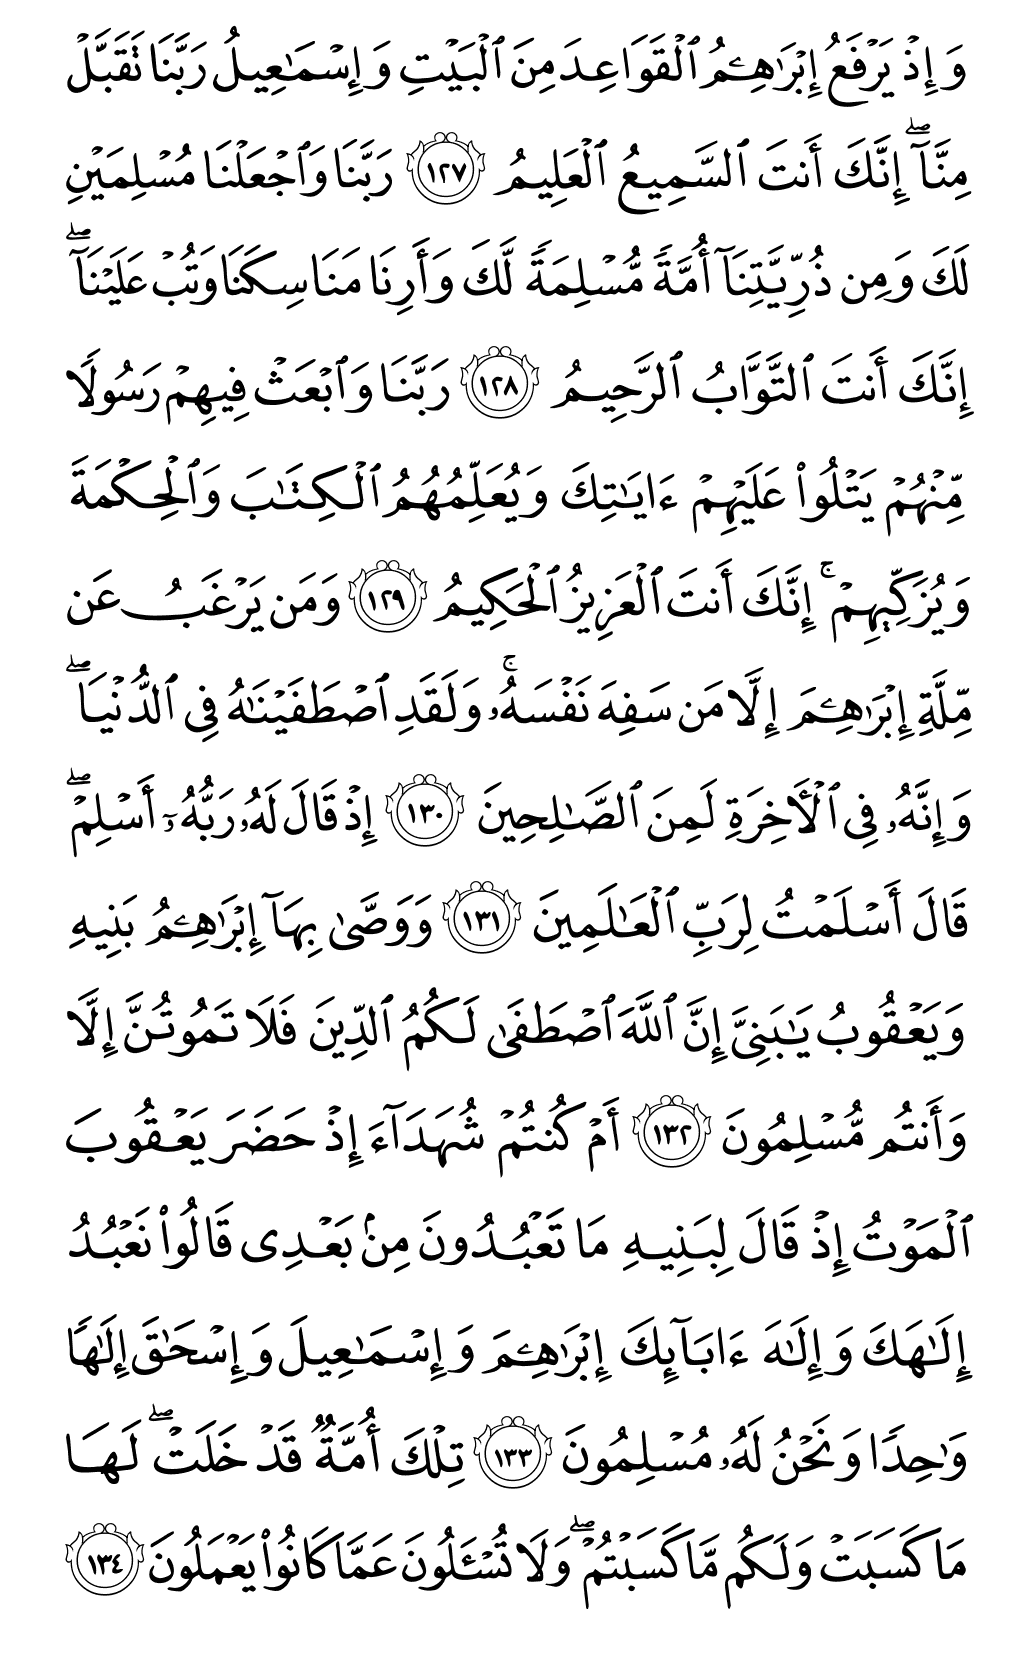 وَإِذۡ يَرۡفَعُ إِبۡرَٰهِـۧمُ ٱلۡقَوَاعِدَ مِنَ ٱلۡبَيۡتِ وَإِسۡمَٰعِيلُ رَبَّنَا تَقَبَّلۡ
مِنَّآۖ إِنَّكَ أَنتَ ٱلسَّمِيعُ ٱلۡعَلِيمُ ١٢٧ رَبَّنَا وَٱجۡعَلۡنَا مُسۡلِمَيۡنِ
لَكَ وَمِن ذُرِّيَّتِنَآ أُمَّةٗ مُّسۡلِمَةٗ لَّكَ وَأَرِنَا مَنَاسِكَنَا وَتُبۡ عَلَيۡنَآۖ
إِنَّكَ أَنتَ ٱلتَّوَّابُ ٱلرَّحِيمُ ١٢٨ رَبَّنَا وَٱبۡعَثۡ فِيهِمۡ رَسُولٗا
مِّنۡهُمۡ يَتۡلُواْ عَلَيۡهِمۡ ءَايَٰتِكَ وَيُعَلِّمُهُمُ ٱلۡكِتَٰبَ وَٱلۡحِكۡمَةَ
وَيُزَكِّيهِمۡۚ إِنَّكَ أَنتَ ٱلۡعَزِيزُ ٱلۡحَكِيمُ ١٢٩ وَمَن يَرۡغَبُ عَن
مِّلَّةِ إِبۡرَٰهِـۧمَ إِلَّا مَن سَفِهَ نَفۡسَهُۥۚ وَلَقَدِ ٱصۡطَفَيۡنَٰهُ فِي ٱلدُّنۡيَاۖ
وَإِنَّهُۥ فِي ٱلۡأٓخِرَةِ لَمِنَ ٱلصَّٰلِحِينَ ١٣٠ إِذۡ قَالَ لَهُۥ رَبُّهُۥٓ أَسۡلِمۡۖ
قَالَ أَسۡلَمۡتُ لِرَبِّ ٱلۡعَٰلَمِينَ ١٣١ وَوَصَّىٰ بِهَآ إِبۡرَٰهِـۧمُ بَنِيهِ
وَيَعۡقُوبُ يَٰبَنِيَّ إِنَّ ٱللَّهَ ٱصۡطَفَىٰ لَكُمُ ٱلدِّينَ فَلَا تَمُوتُنَّ إِلَّا
وَأَنتُم مُّسۡلِمُونَ ١٣٢ أَمۡ كُنتُمۡ شُهَدَآءَ إِذۡ حَضَرَ يَعۡقُوبَ
ٱلۡمَوۡتُ إِذۡ قَالَ لِبَنِيهِ مَا تَعۡبُدُونَ مِنۢ بَعۡدِي قَالُواْ نَعۡبُدُ
إِلَٰهَكَ وَإِلَٰهَ ءَابَآئِكَ إِبۡرَٰهِـۧمَ وَإِسۡمَٰعِيلَ وَإِسۡحَٰقَ إِلَٰهٗا
وَٰحِدٗا وَنَحۡنُ لَهُۥ مُسۡلِمُونَ ١٣٣ تِلۡكَ أُمَّةٞ قَدۡ خَلَتۡۖ لَهَا
مَا كَسَبَتۡ وَلَكُم مَّا كَسَبۡتُمۡۖ وَلَا تُسۡـَٔلُونَ عَمَّا كَانُواْ يَعۡمَلُونَ ١٣٤